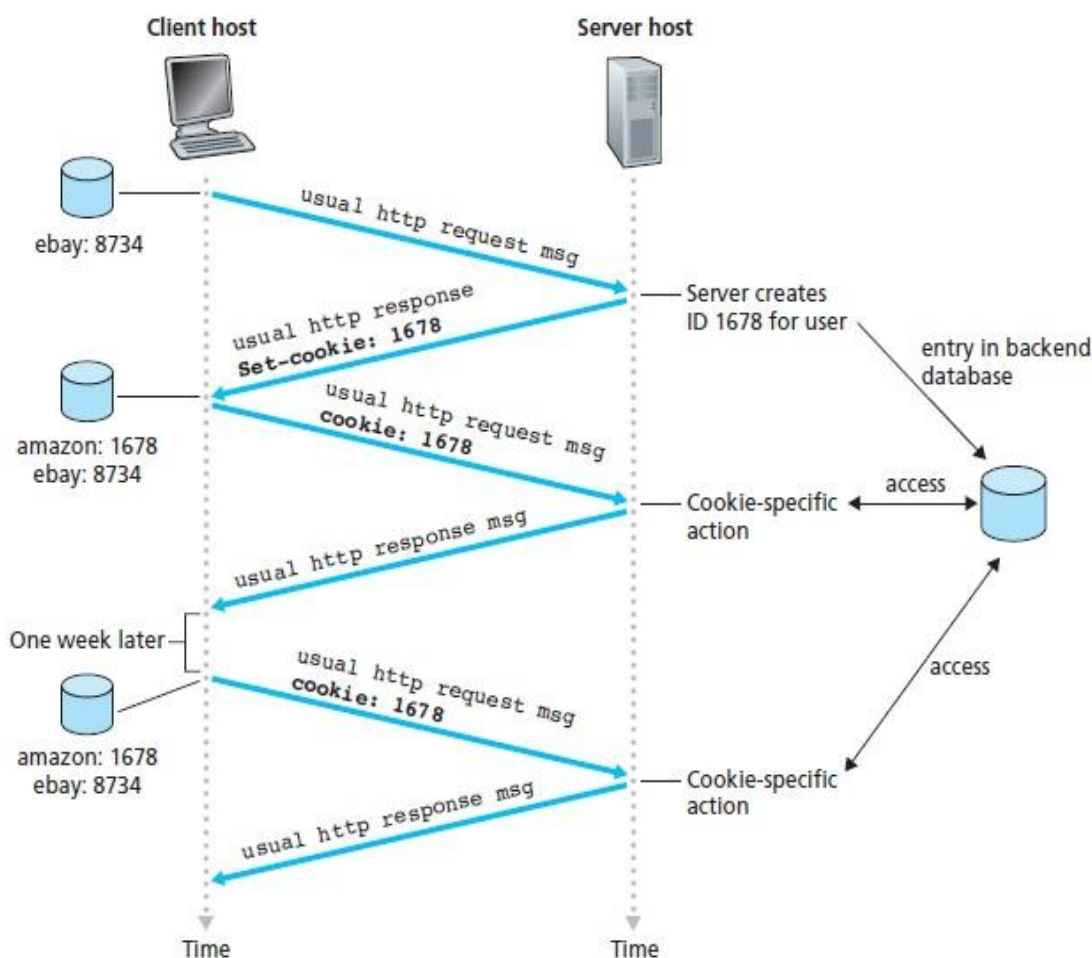 Client host
Server host
ebay: 8734
usual http request msg
Server creates
ID 1678 for user
usual http response
Set-cookie: 1678
entry in backend
database
amazon: 1678
ebay: 8734
usual http request msg
cookie: 1678
Cookie-specific
action
access
usual http response msg
One week later
access
usual http request msg
cookie: 1678
amazon: 1678
ebay: 8734
Cookie-specific
action
usual http response msg
Time
Time